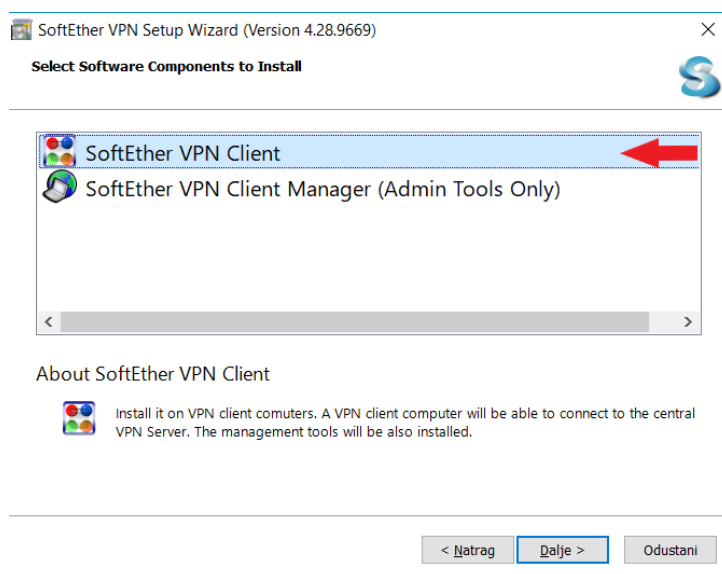 SoftEther VPN Setup Wizard (Version 4.28.9669)
Select Software Components to Install
SoftEther VPN Client
SoftEther VPN Client Manager (Admin Tools Only)
About SoftEther VPN Client
Install it on VPN client comuters. A VPN client computer will be able to connect to the central
VPN Server. The management tools will be also installed.
< Natrag
Dalje >
Odustani